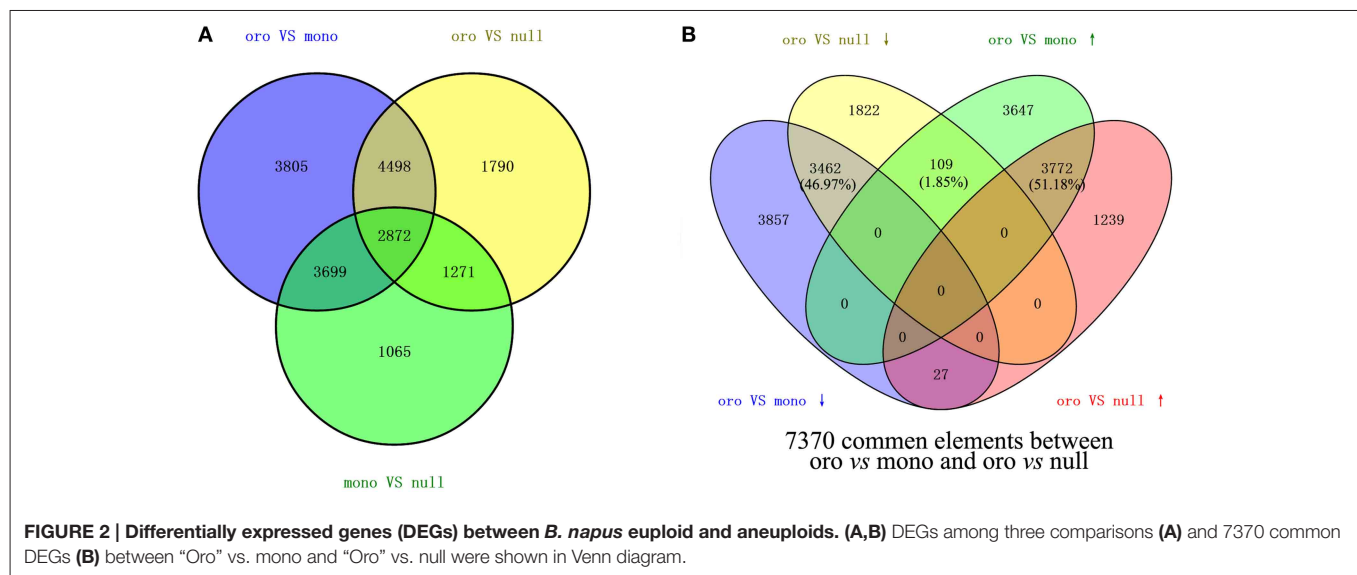 A
oro VS mono
oro VS null
3805
4498
1790
2872
3699
1271
1065
mono VS null
B
oro VS null ↓
oro VS mono ↑
1822
3647
3462
(46.97%)
109
(1.85%)
3772
(51.18%)
3857
1239
0
0
0
0
0
0
0
27
oro VS mono ↓
oro VS null ↑
7370 commen elements between
oro vs mono and oro vs null
FIGURE 2 | Differentially expressed genes (DEGs) between B. napus euploid and aneuploids. (A,B) DEGs among three comparisons (A) and 7370 common
DEGs (B) between “Oro” vs. mono and “Oro” vs. null were shown in Venn diagram.